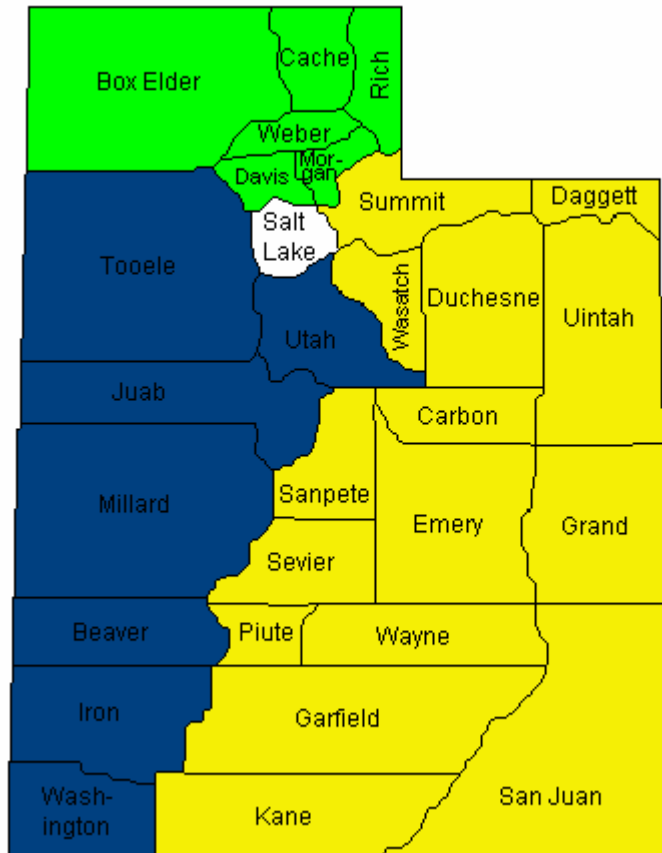 Box Elder
Cache
Rich
Weber
Davis
Mor-
gan
Summit
Daggett
Salt
Lake
Tooele
Wasatch
Duchesne
Uintah
Utah
Juab
Carbon
Millard
Sanpete
Emery
Grand
Sevier
Beaver
Piute
Wayne
Iron
Garfield
Wash-
ington
Kane
San Juan